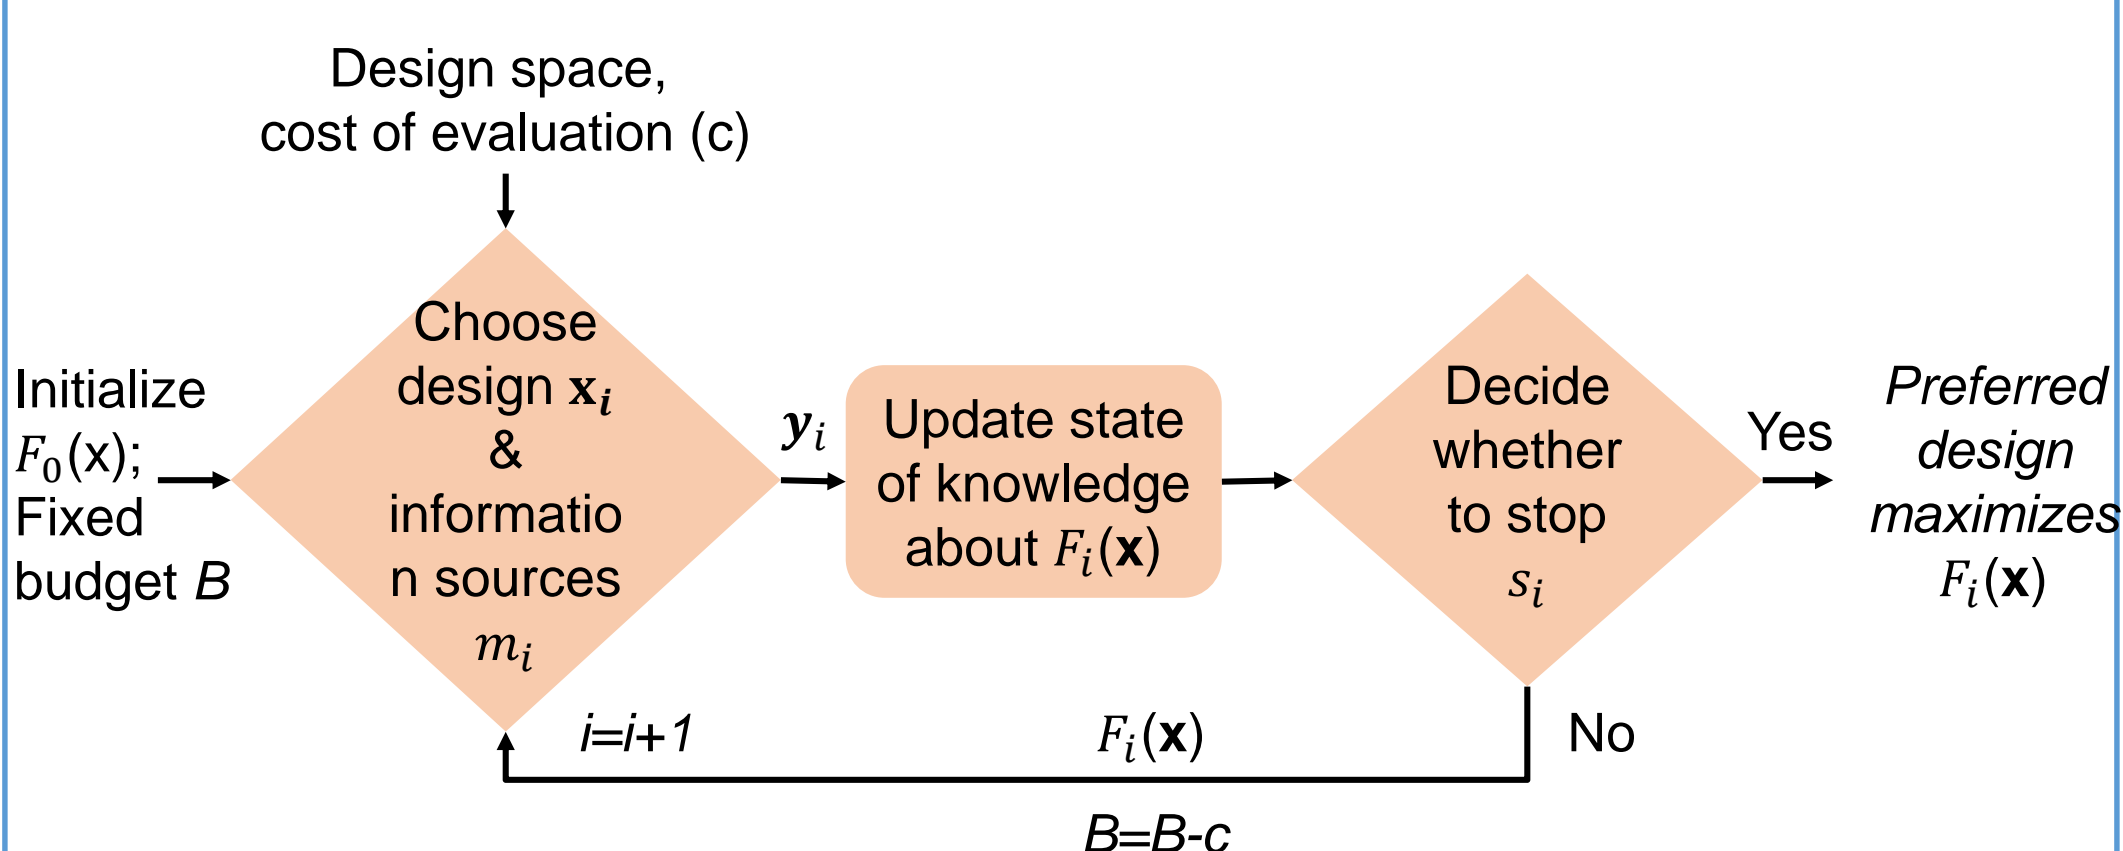 Design space,
cost of evaluation (c)
Initialize
F₀(x);
Fixed
budget B
Choose
design xᵢ
&
informatio
n sources
mᵢ
yᵢ
Update state
of knowledge
about Fᵢ(x)
Decide
whether
to stop
sᵢ
Yes
Preferred
design
maximizes
Fᵢ(x)
i=i+1
Fᵢ(x)
No
B=B-c